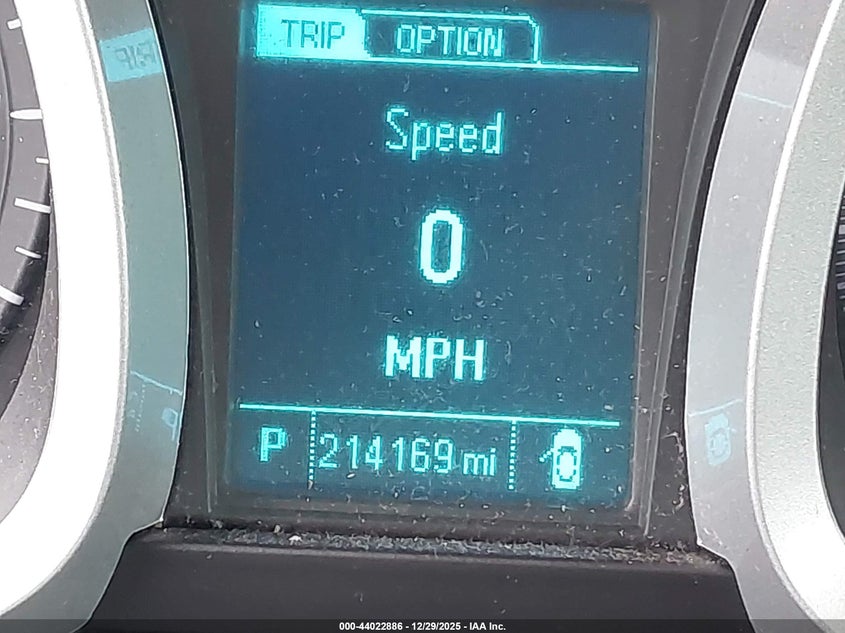 TRIP OPTION
Speed
0
MPH
P 214169 mi
000-44022886 - 12/29/2025 - IAA Inc.